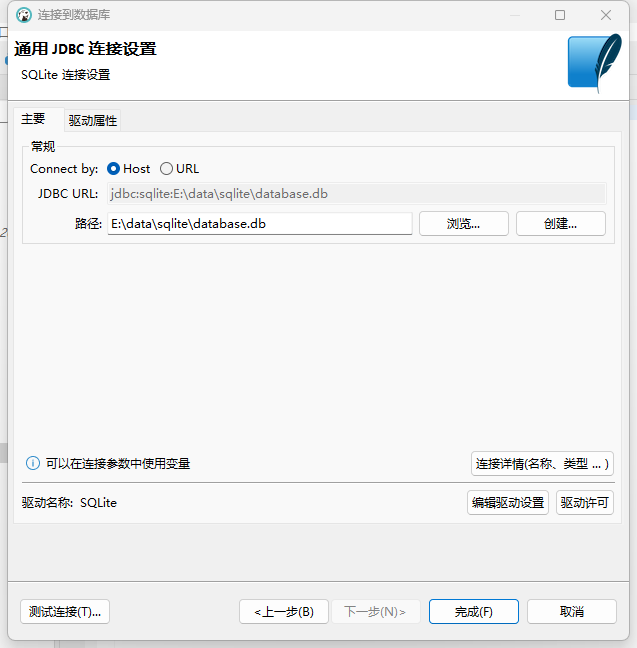 连接到数据库
通用 JDBC 连接设置
SQLite 连接设置
主要 驱动属性
常规
Connect by: Host URL
JDBC URL: jdbc:sqlite:E:\data\sqlite\database.db
路径: E:\data\sqlite\database.db 浏览... 创建...
2
可以在连接参数中使用变量 连接详情(名称、类型 ... )
驱动名称: SQLite 编辑驱动设置 驱动许可
测试连接(T)... <上一步(B) 下一步(N)> 完成(F) 取消